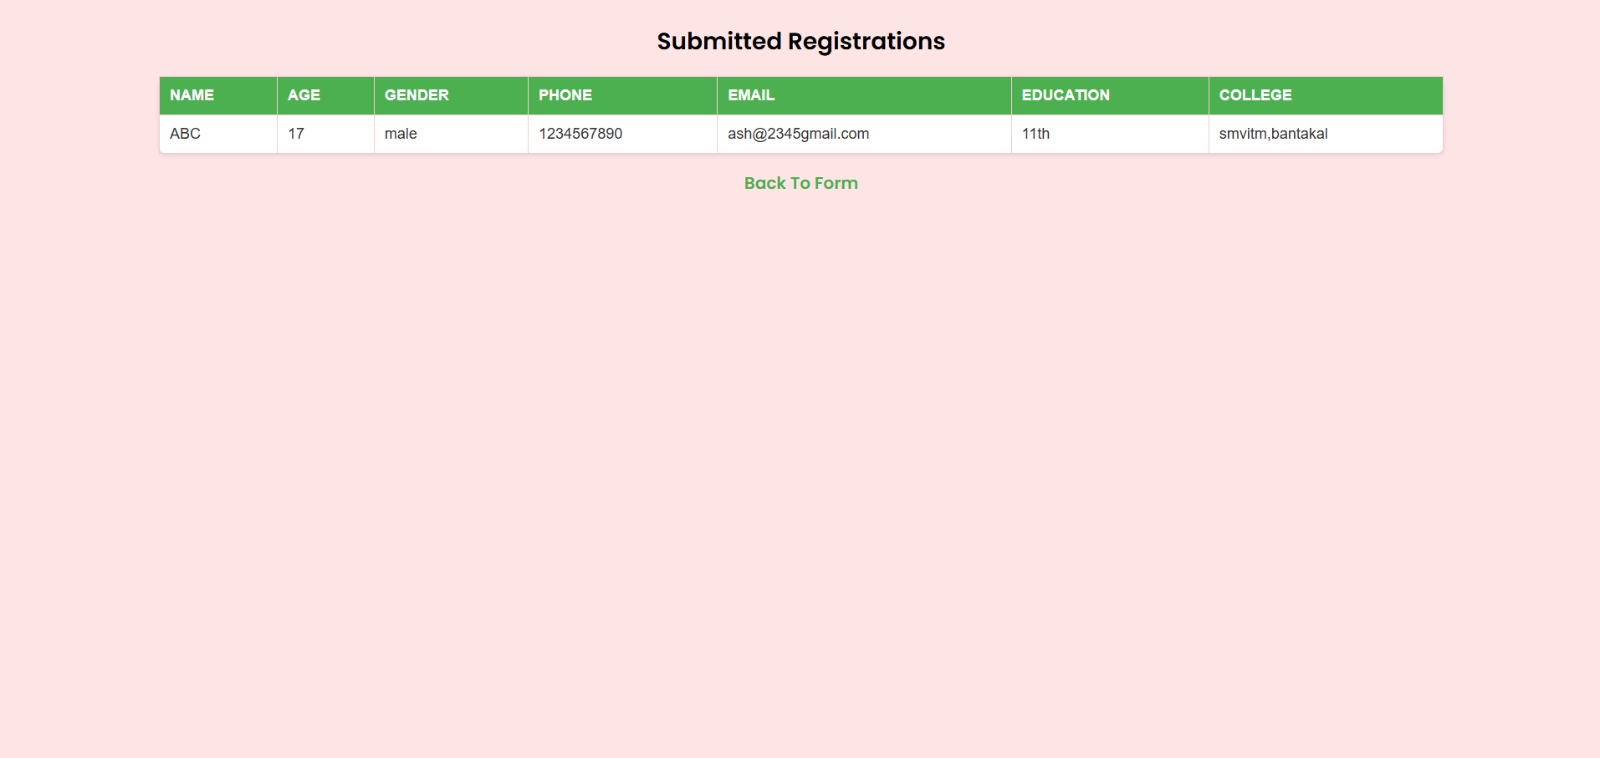 Submitted Registrations
NAME AGE GENDER PHONE EMAIL EDUCATION COLLEGE
ABC 17 male 1234567890 ash@2345gmail.com 11th smvitm,bantakal
Back To Form